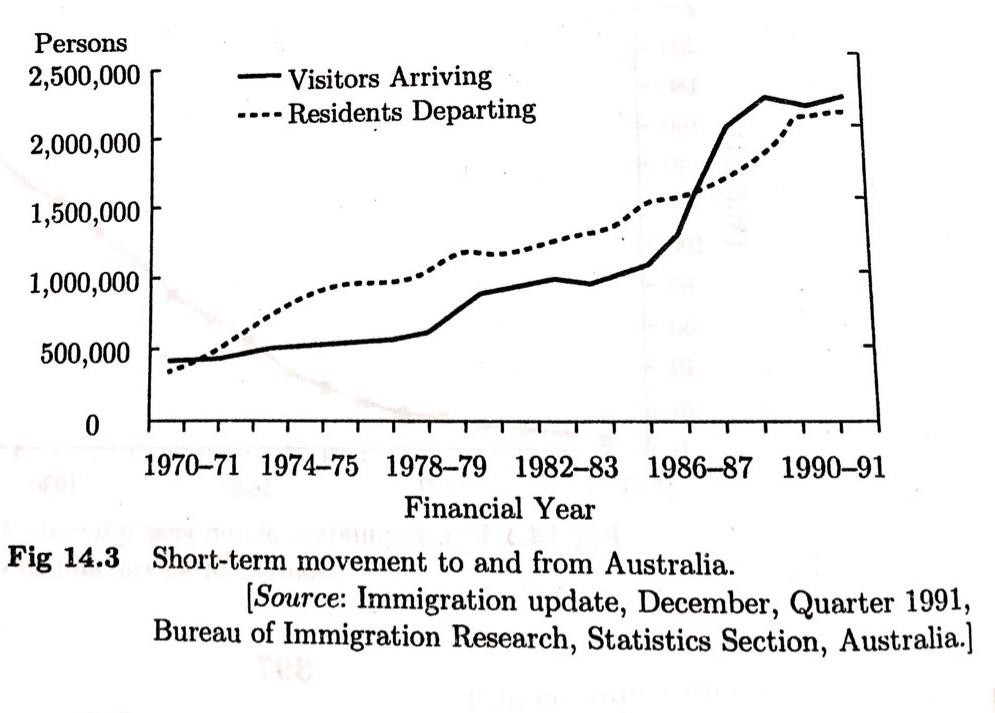 Persons
2,500,000
Visitors Arriving
Residents Departing
2,000,000
1,500,000
1,000,000
500,000
0
1970–71 1974–75 1978–79 1982–83 1986–87 1990–91
Financial Year
Fig 14.3 Short-term movement to and from Australia.
[Source: Immigration update, December, Quarter 1991,
Bureau of Immigration Research, Statistics Section, Australia.]
397